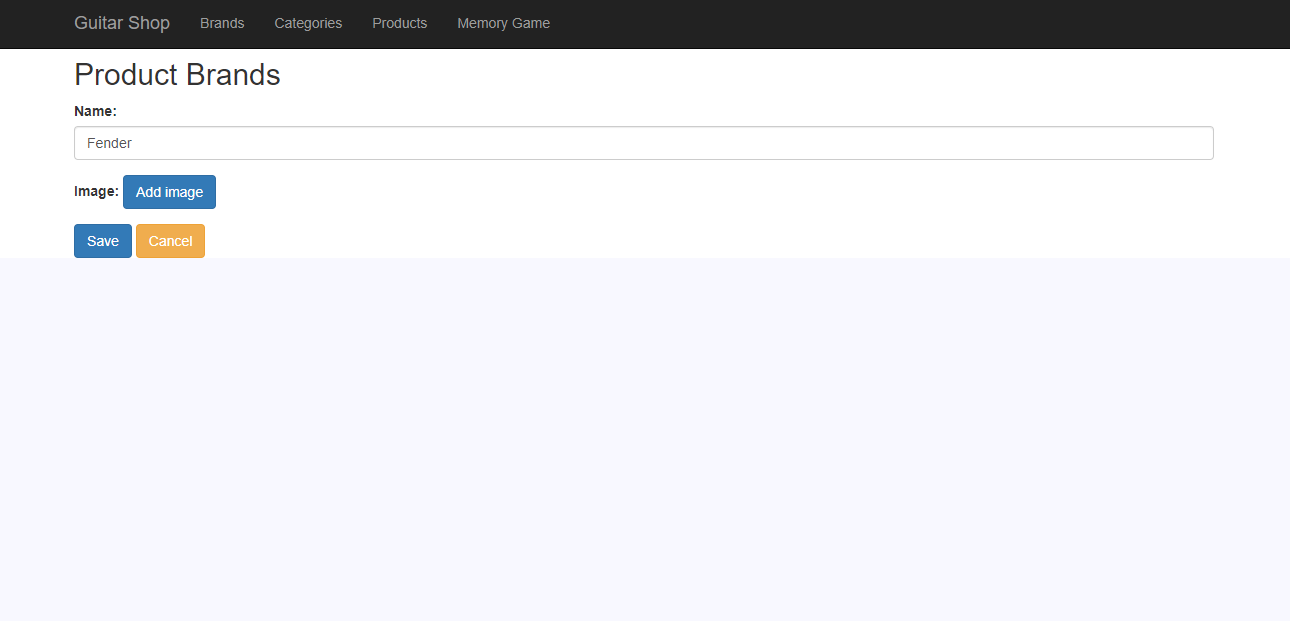 Guitar Shop Brands Categories Products Memory Game
Product Brands
Name:
Fender
Image: Add image
Save Cancel